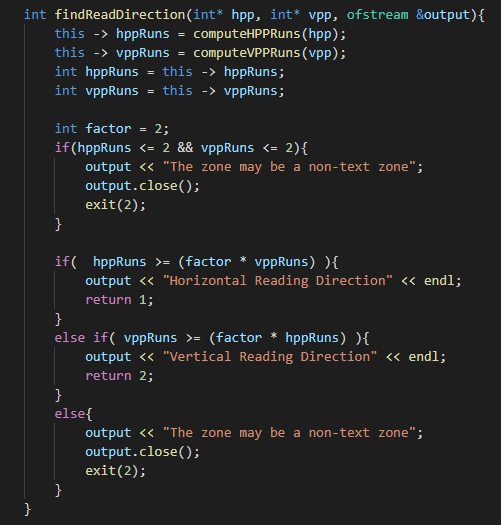 int findReadDirection(int* hpp, int* vpp, ofstream &output){
    this -> hppRuns = computeHPPRuns(hpp);
    this -> vppRuns = computeVPPRuns(vpp);
    int hppRuns = this -> hppRuns;
    int vppRuns = this -> vppRuns;

    int factor = 2;
    if(hppRuns <= 2 && vppRuns <= 2){
        output << "The zone may be a non-text zone";
        output.close();
        exit(2);
    }

    if(  hppRuns >= (factor * vppRuns) ){
        output << "Horizontal Reading Direction" << endl;
        return 1;
    }
    else if( vppRuns >= (factor * hppRuns) ){
        output << "Vertical Reading Direction" << endl;
        return 2;
    }
    else{
        output << "The zone may be a non-text zone";
        output.close();
        exit(2);
    }
}